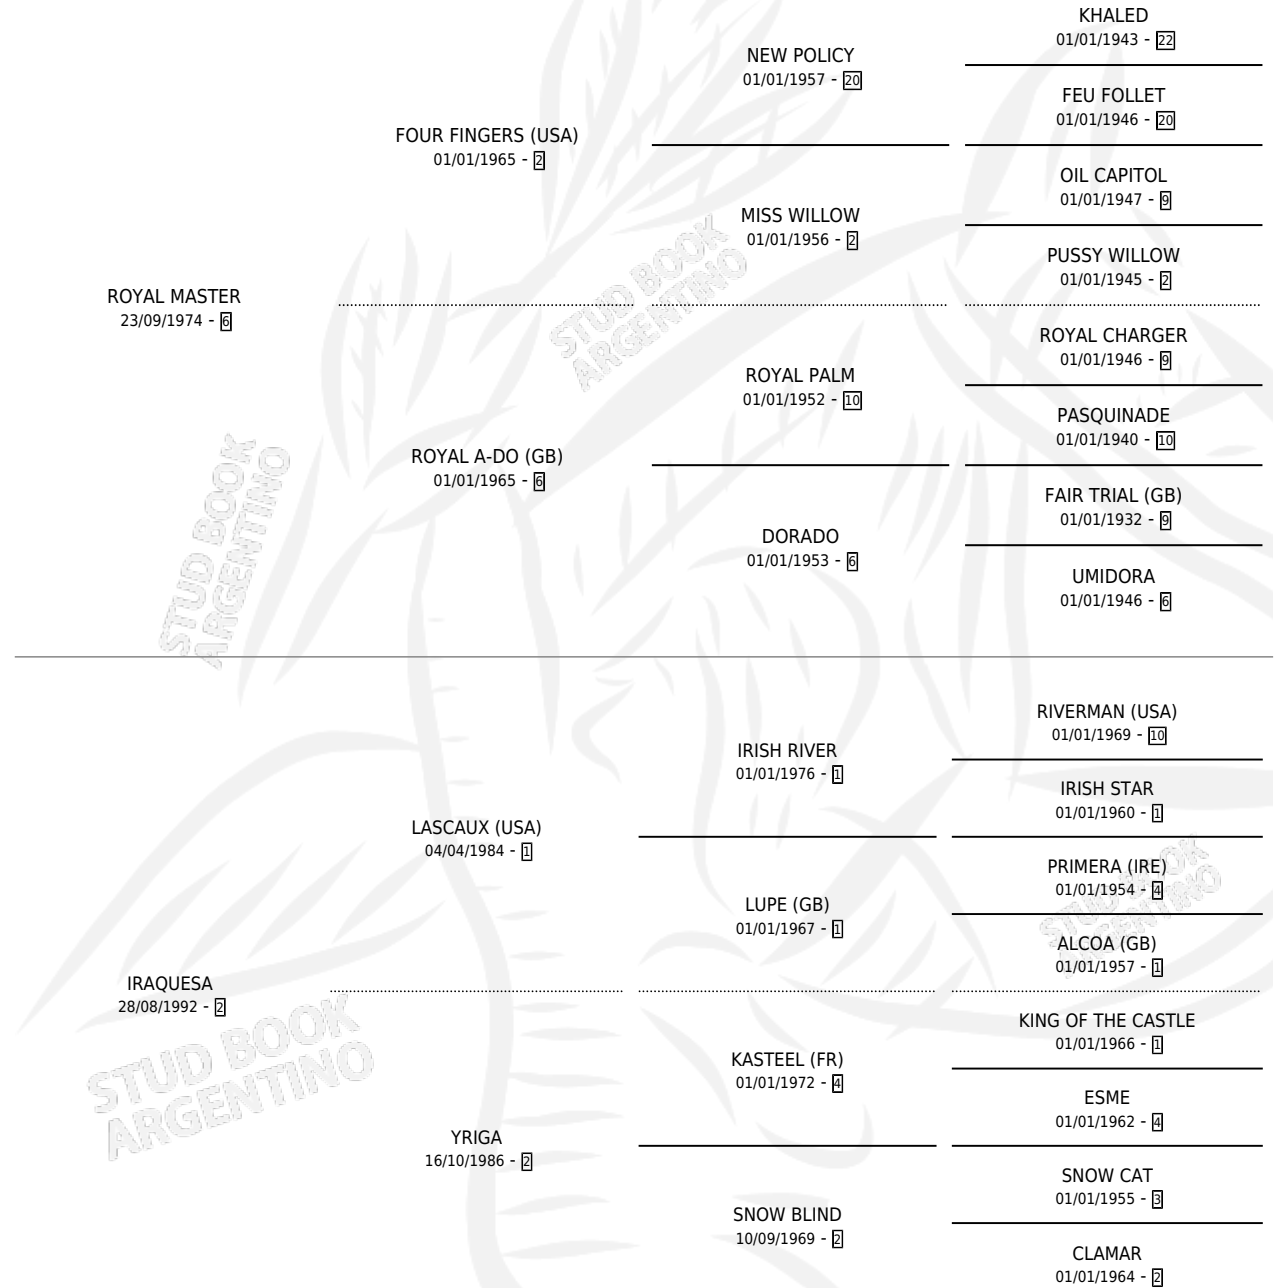 KHALED
01/01/1943 - 22
NEW POLICY
01/01/1957 - 20
FEU FOLLET
01/01/1946 - 20
FOUR FINGERS (USA)
01/01/1965 - 2
OIL CAPITOL
01/01/1947 - 9
MISS WILLOW
01/01/1956 - 2
PUSSY WILLOW
01/01/1945 - 2
ROYAL MASTER
23/09/1974 - 6
ROYAL CHARGER
01/01/1946 - 9
ROYAL PALM
01/01/1952 - 10
PASQUINADE
01/01/1940 - 10
ROYAL A-DO (GB)
01/01/1965 - 6
FAIR TRIAL (GB)
01/01/1932 - 9
DORADO
01/01/1953 - 6
UMIDORA
01/01/1946 - 6
RIVERMAN (USA)
01/01/1969 - 10
IRISH RIVER
01/01/1976 - 1
IRISH STAR
01/01/1960 - 1
LASCAUX (USA)
04/04/1984 - 1
PRIMERA (IRE)
01/01/1954 - 4
LUPE (GB)
01/01/1967 - 1
ALCOA (GB)
01/01/1957 - 1
IRAQUESA
28/08/1992 - 2
KING OF THE CASTLE
01/01/1966 - 1
KASTEEL (FR)
01/01/1972 - 4
ESME
01/01/1962 - 4
YRIGA
16/10/1986 - 2
SNOW CAT
01/01/1955 - 3
SNOW BLIND
10/09/1969 - 2
CLAMAR
01/01/1964 - 2
STUD BOOK
ARGENTINO
STUD BOOK
ARGENTINO
STUD BOOK
ARGENTINO
STUD BOOK
ARGENTINO